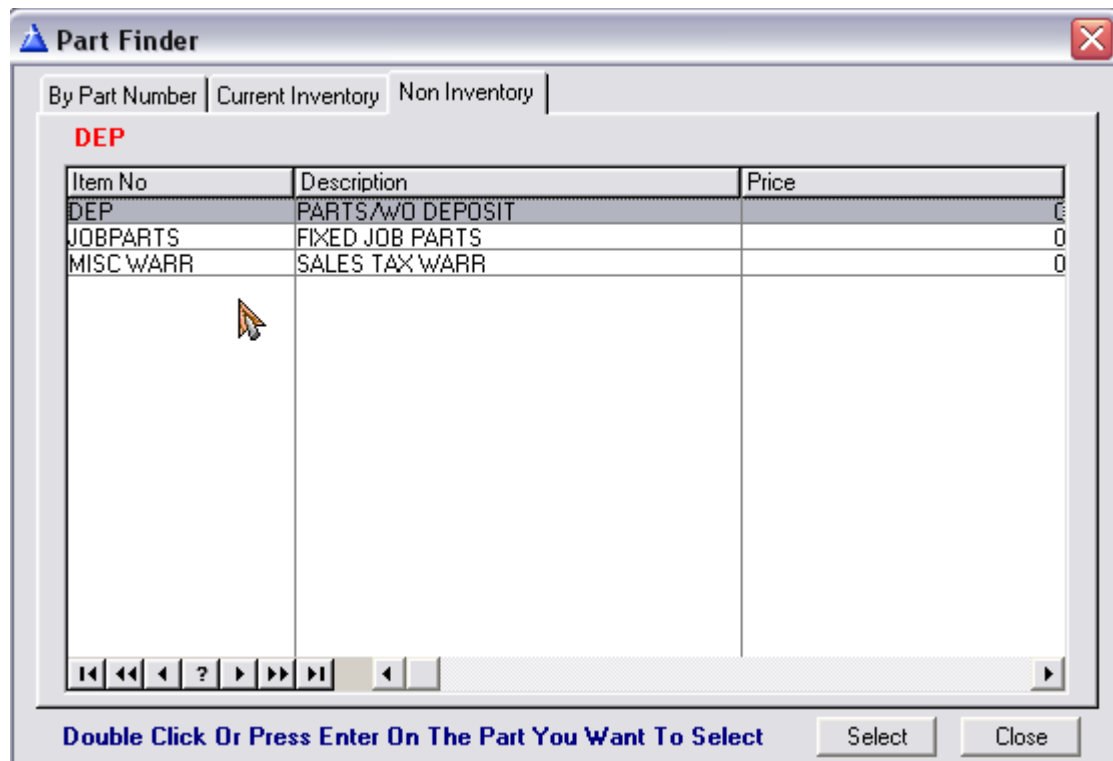 Part Finder
By Part Number Current Inventory Non Inventory
DEP
Item No Description Price
DEP PARTS/WO DEPOSIT 0
JOBPARTS FIXED JOB PARTS 0
MISC WARR SALES TAX WARR 0
?
Double Click Or Press Enter On The Part You Want To Select Select Close